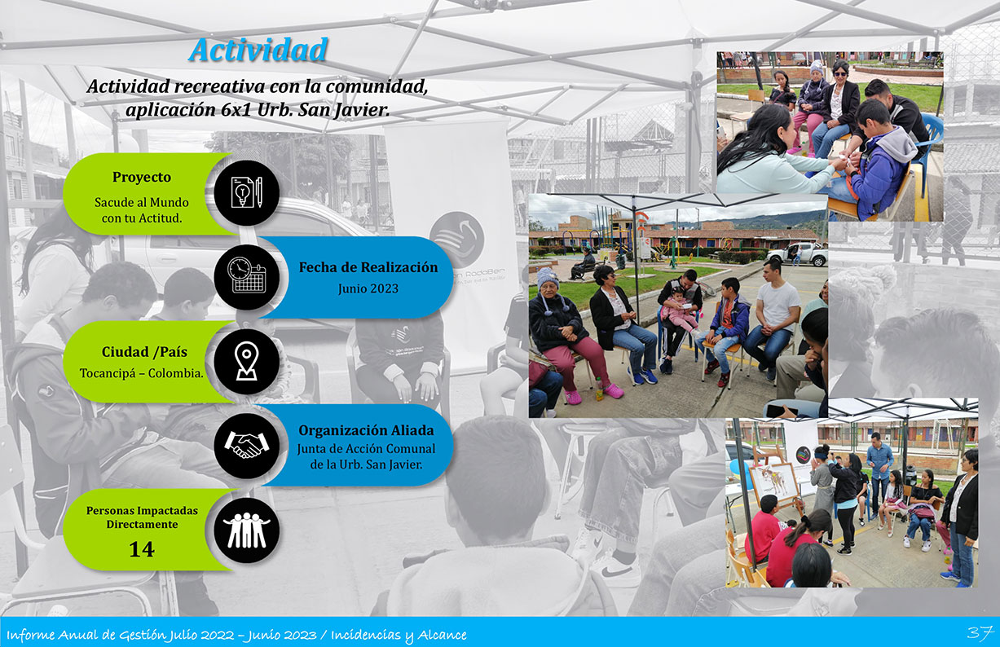 Actividad
Actividad recreativa con la comunidad,
aplicación 6x1 Urb. San Javier.
Proyecto
Sacude al Mundo
con tu Actitud.
Fecha de Realización
Junio 2023
Ciudad /País
Tocancipá – Colombia.
Organización Aliada
Junta de Acción Comunal
de la Urb. San Javier.
Personas Impactadas
Directamente
14
Informe Anual de Gestión Julio 2022 – Junio 2023 / Incidencias y Alcance
37